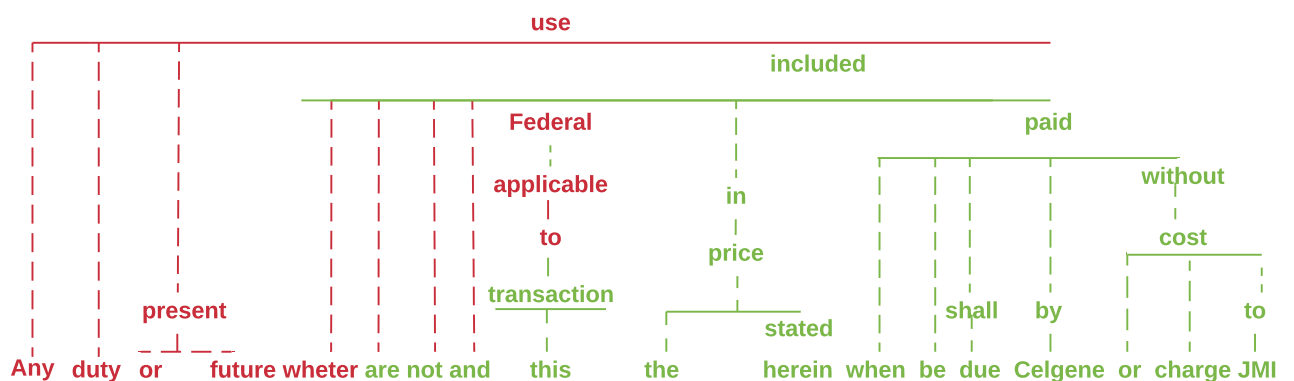 use
included
Federal paid
applicable without
in
to cost
price
transaction
present shall by to
stated
Any duty or future wheter are not and this the herein when be due Celgene or charge JMI